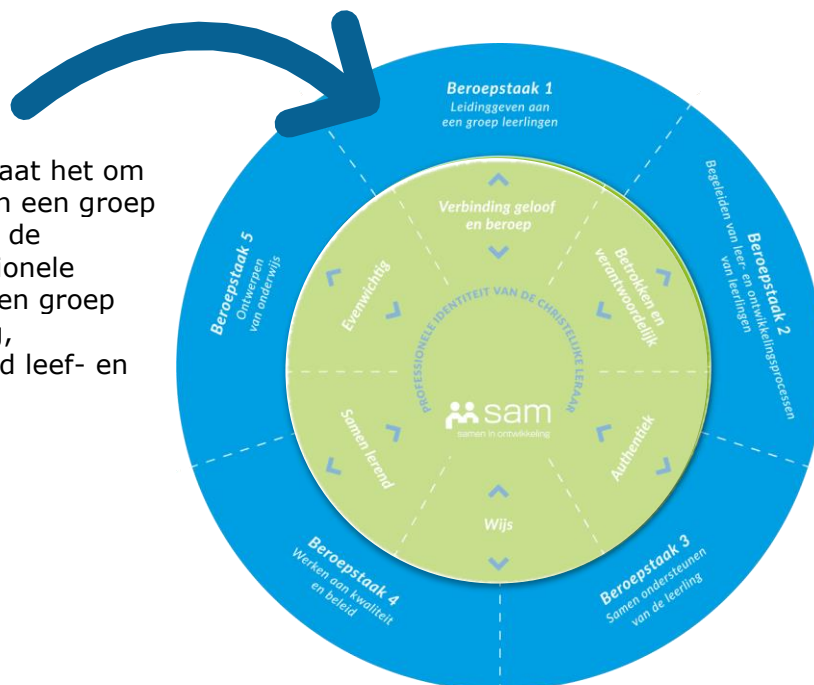 aat het om
n een groep
de
ionele
en groep
,
d leef- en
Beroepstaak 1
Leidinggeven aan
een groep leerlingen
Beroepstaak 2
Begeleiden van leer- en ontwikkelingsprocessen
van leerlingen
Beroepstaak 3
Samen ondersteunen
van de leerling
Beroepstaak 4
Werken aan kwaliteit
en beleid
Beroepstaak 5
Ontwerpen
van onderwijs
Verbinding geloof
en beroep
Betrokken en
verantwoordelijk
Authentiek
Wijs
Samen lerend
Evenwichtig
PROFESSIONELE IDENTITEIT VAN DE CHRISTELIJKE LERAAR
sam
samen in ontwikkeling